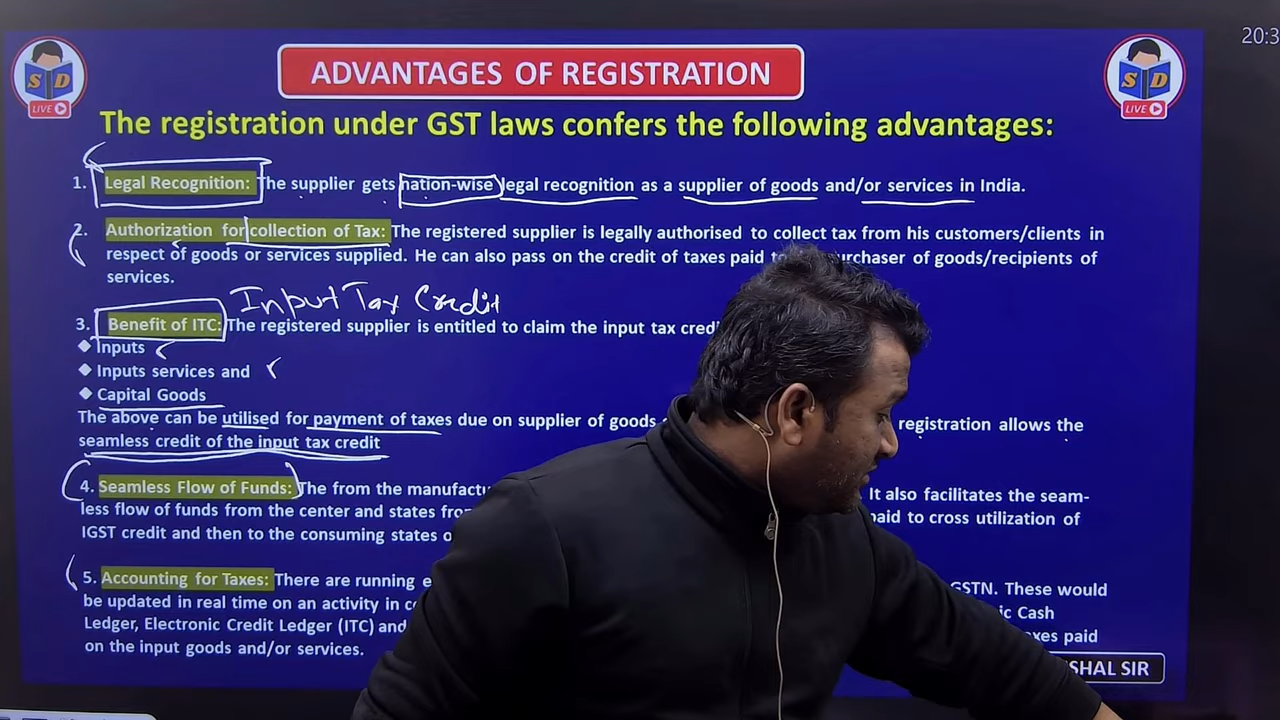 20:3
S D
LIVE
ADVANTAGES OF REGISTRATION
S D
LIVE
The registration under GST laws confers the following advantages:
1. Legal Recognition: The supplier gets nation-wise legal recognition as a supplier of goods and/or services in India.
2. Authorization for collection of Tax: The registered supplier is legally authorised to collect tax from his customers/clients in
respect of goods or services supplied. He can also pass on the credit of taxes paid purchaser of goods/recipients of
services.
Input Tax Credit
3. Benefit of ITC: The registered supplier is entitled to claim the input tax
◆ Inputs
◆ Inputs services and
◆ Capital Goods
The above can be utilised for payment of taxes due on supplier of goods registration allows the
seamless credit of the input tax credit
4. Seamless Flow of Funds: The from the It also facilitates the seam-
less flow of funds from the center and states paid to cross utilization of
IGST credit and then to the consuming states
5. Accounting for Taxes: There are running GSTN. These would
be updated in real time on an activity in Cash
Ledger, Electronic Credit Ledger (ITC) and taxes paid
on the input goods and/or services.
SIR